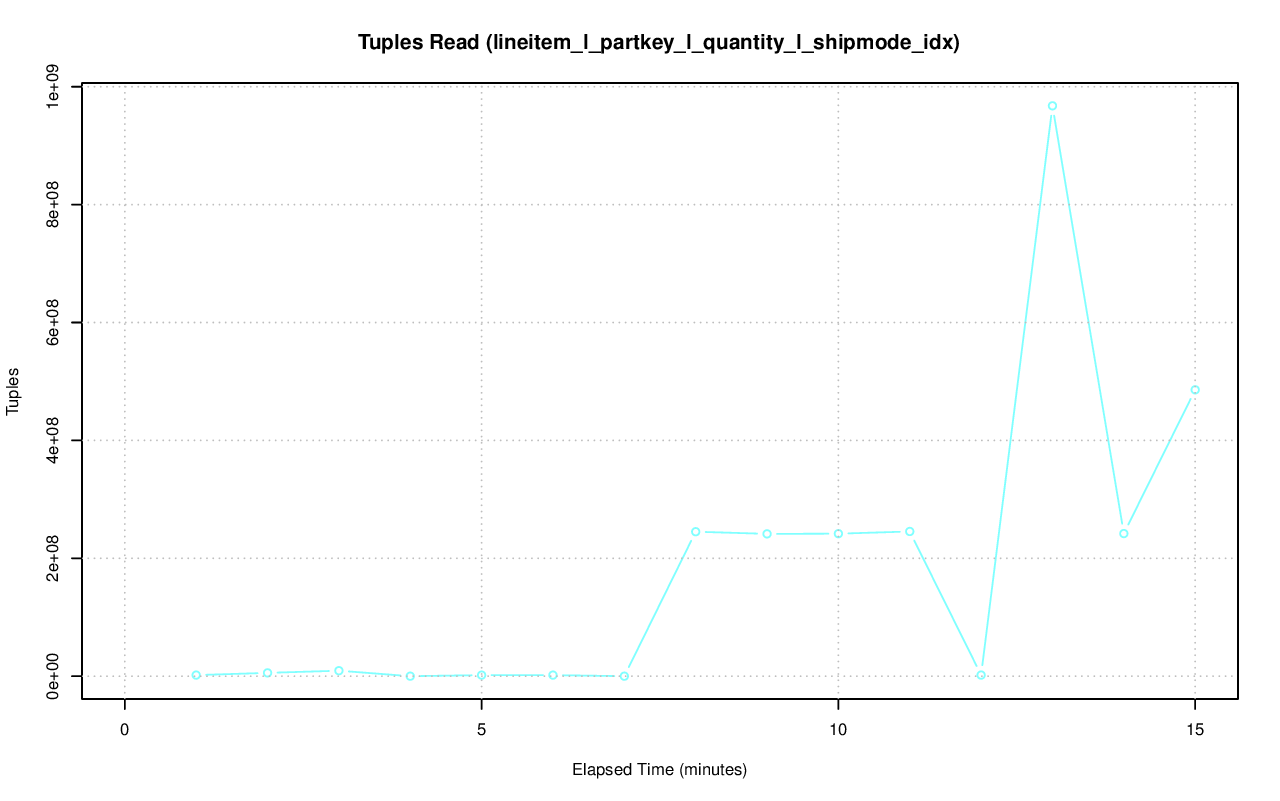 Tuples Read (lineitem_l_partkey_l_quantity_l_shipmode_idx)
Tuples
1e+09
8e+08
6e+08
4e+08
2e+08
0e+00
0 5 10 15
Elapsed Time (minutes)